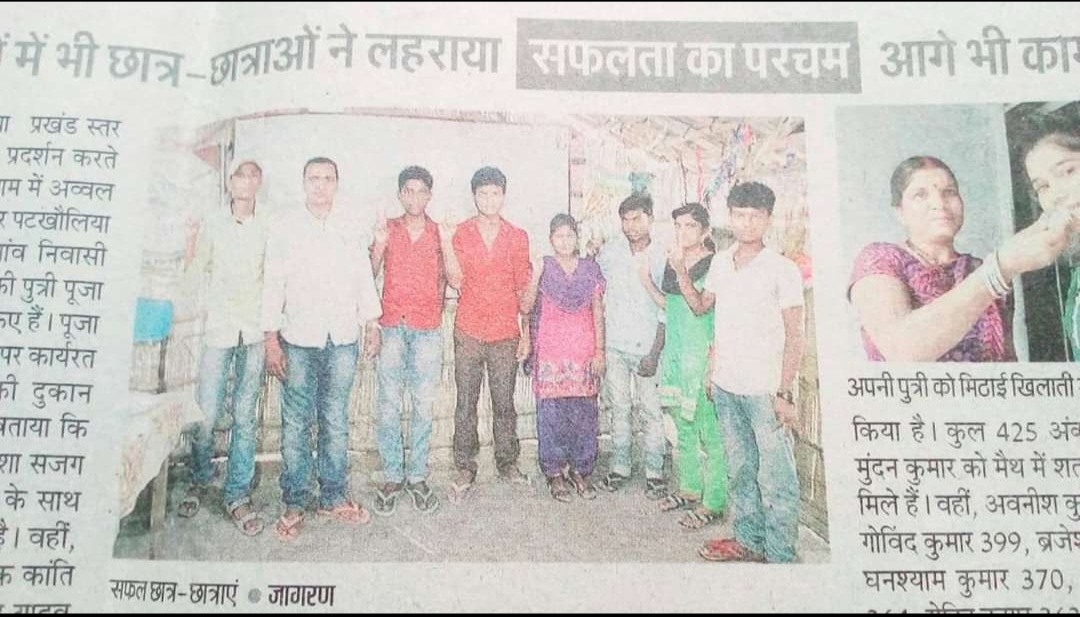 में भी छात्र-छात्राओं ने लहराया सफलता का परचम आगे भी
प्रखंड स्तर
प्रदर्शन करते
में अव्वल
पटखौलिया
गांव निवासी
की पुत्री पूजा
हैं। पूजा
पर कार्यरत
की दुकान
बताया कि
सजग
के साथ
है। वहीं,
कांति
यादव
सफल छात्र-छात्राएं ● जागरण
अपनी पुत्री को मिठाई खिलाती
किया है। कुल 425 अंक
मुंदन कुमार को मैथ में शत
मिले हैं। वहीं, अवनीश कु
गोविंद कुमार 399, ब्रजेश
घनश्याम कुमार 370,